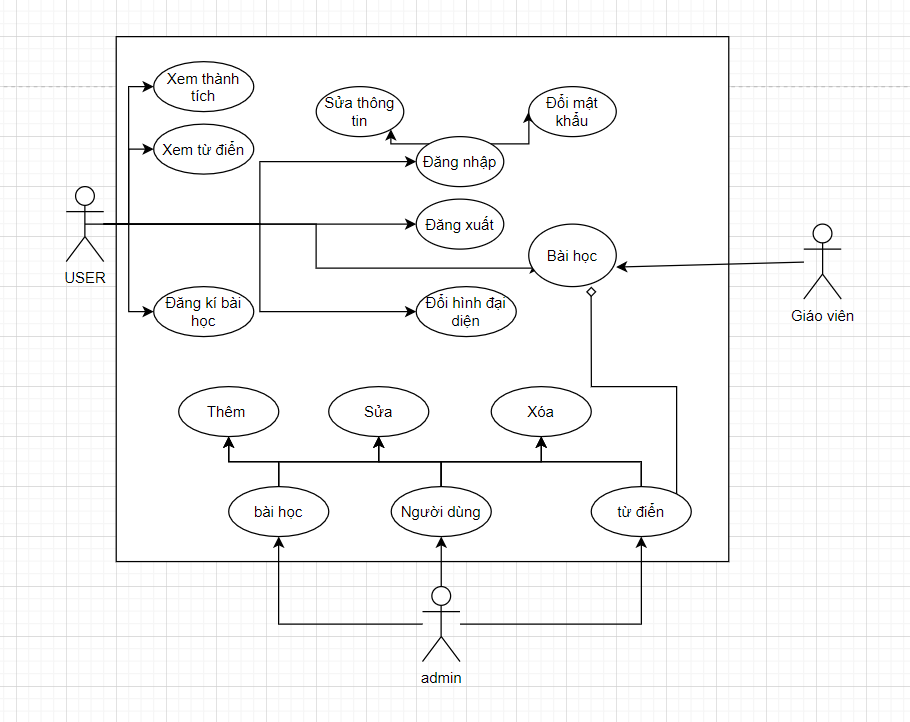 Xem thành
tích
Sửa thông
tin
Đổi mật
khẩu
Xem từ điển
Đăng nhập
Đăng xuất
Bài học
USER
Đăng kí bài
học
Đổi hình đại
diện
Giáo viên
Thêm
Sửa
Xóa
bài học
Người dùng
từ điển
admin